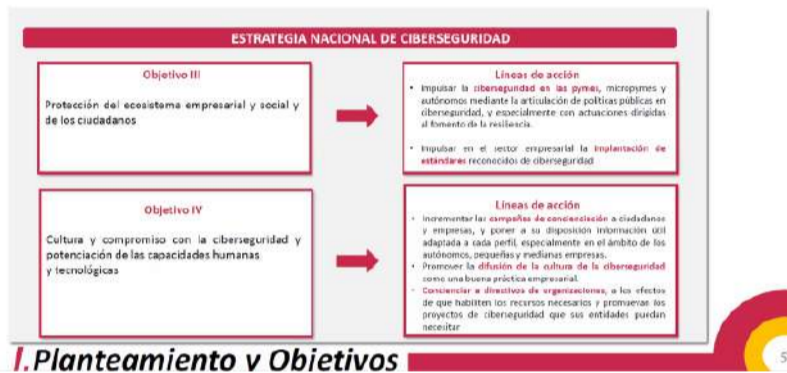 ESTRATEGIA NACIONAL DE CIBERSEGURIDAD
Objetivo III
Protección del ecosistema empresarial y social y
de los ciudadanos
Líneas de acción
• Impulsar la ciberseguridad en las pymes, micropymes y
autónomos mediante la articulación de políticas públicas en
ciberseguridad, y especialmente con actuaciones dirigidas
al fomento de la resiliencia.
• Impulsar en el sector empresarial la implantación de
estándares reconocidos de ciberseguridad
Objetivo IV
Cultura y compromiso con la ciberseguridad y
potenciación de las capacidades humanas
y tecnológicas
Líneas de acción
• Incrementar las campañas de concienciación a ciudadanos
y empresas, y poner a su disposición información útil
adaptada a cada perfil, especialmente en el ámbito de los
autónomos, pequeñas y medianas empresas.
• Promover la difusión de la cultura de la ciberseguridad
como una buena práctica empresarial.
• Concienciar a directivos de organizaciones, a los efectos
de que habiliten los recursos necesarios y promuevan los
proyectos de ciberseguridad que sus entidades puedan
necesitar
I.Planteamiento y Objetivos
5